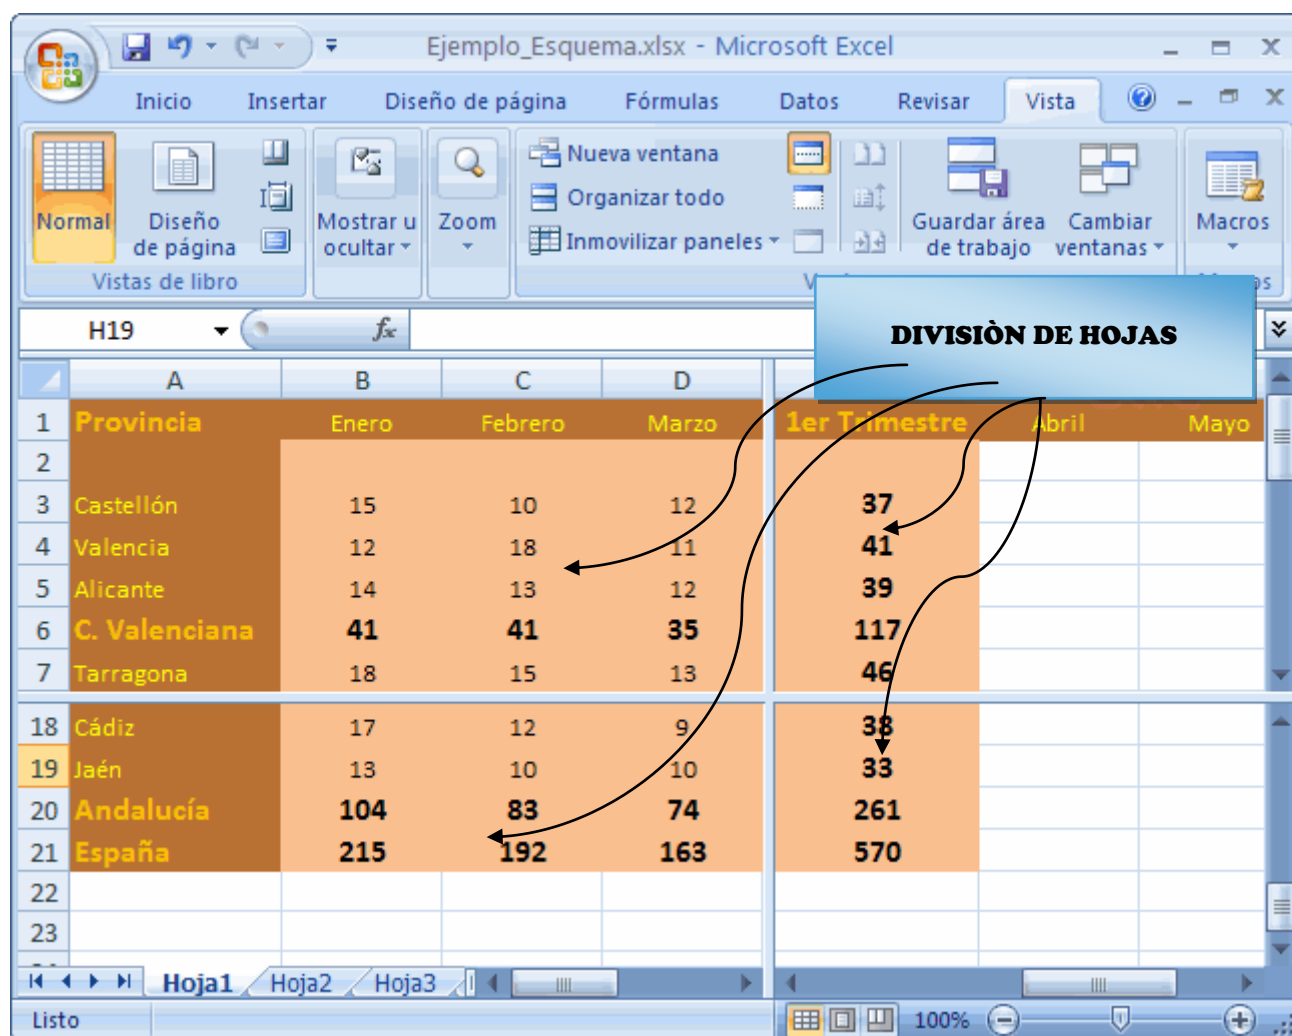 Ejemplo_Esquema.xlsx - Microsoft Excel
Inicio Insertar Diseño de página Fórmulas Datos Revisar Vista
Nueva ventana
Organizar todo
Inmovilizar paneles
Normal Diseño de página Mostrar u ocultar Zoom Guardar área de trabajo Cambiar ventanas Macros
Vistas de libro
H19 fx
DIVISIÒN DE HOJAS
A B C D
1 Provincia Enero Febrero Marzo 1er Trimestre Abril Mayo
2
3 Castellón 15 10 12 37
4 Valencia 12 18 11 41
5 Alicante 14 13 12 39
6 C. Valenciana 41 41 35 117
7 Tarragona 18 15 13 46
18 Cádiz 17 12 9 38
19 Jaén 13 10 10 33
20 Andalucía 104 83 74 261
21 España 215 192 163 570
22
23
Hoja1 Hoja2 Hoja3
Listo 100%